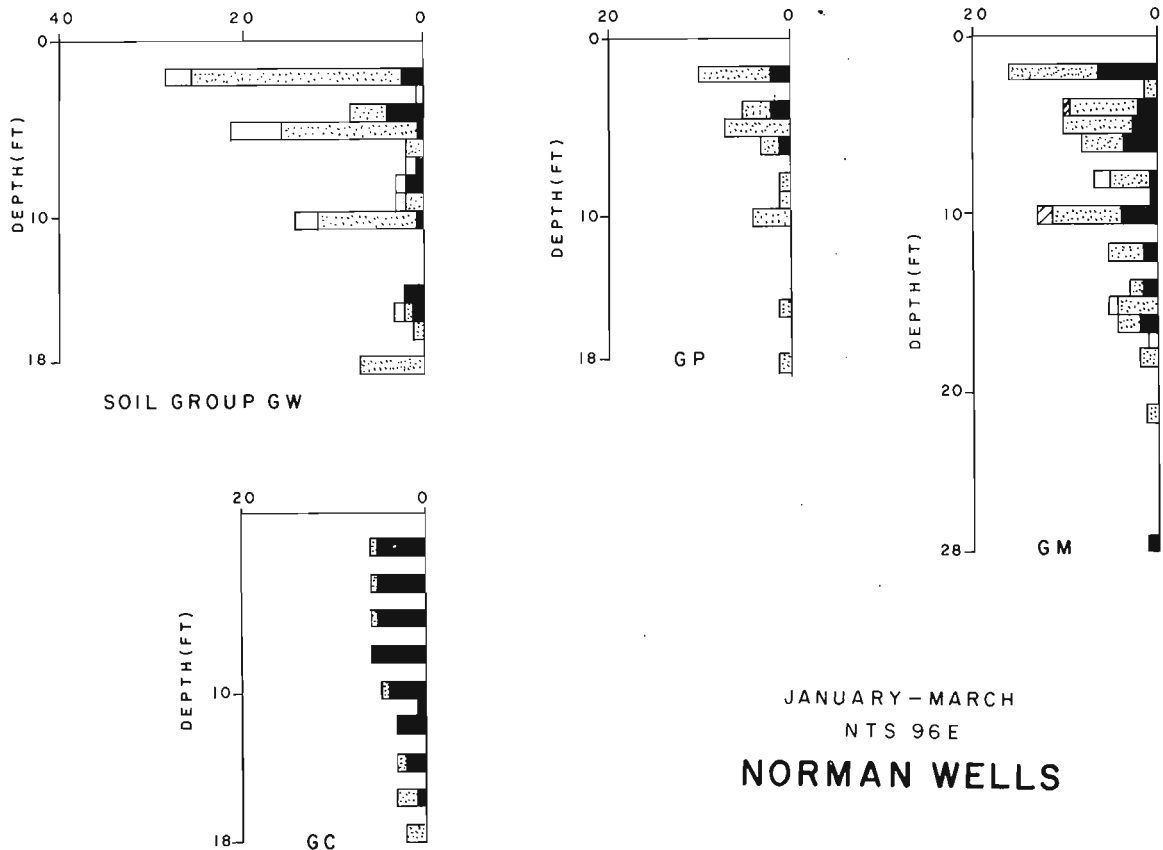 40 20 0
0
DEPTH(FT)
10
18
SOIL GROUP GW
20 0
0
DEPTH(FT)
10
18
GP
20 0
0
DEPTH(FT)
10
20
28
GM
20 0
DEPTH(FT)
10
18
GC
JANUARY-MARCH
NTS 96E
NORMAN WELLS